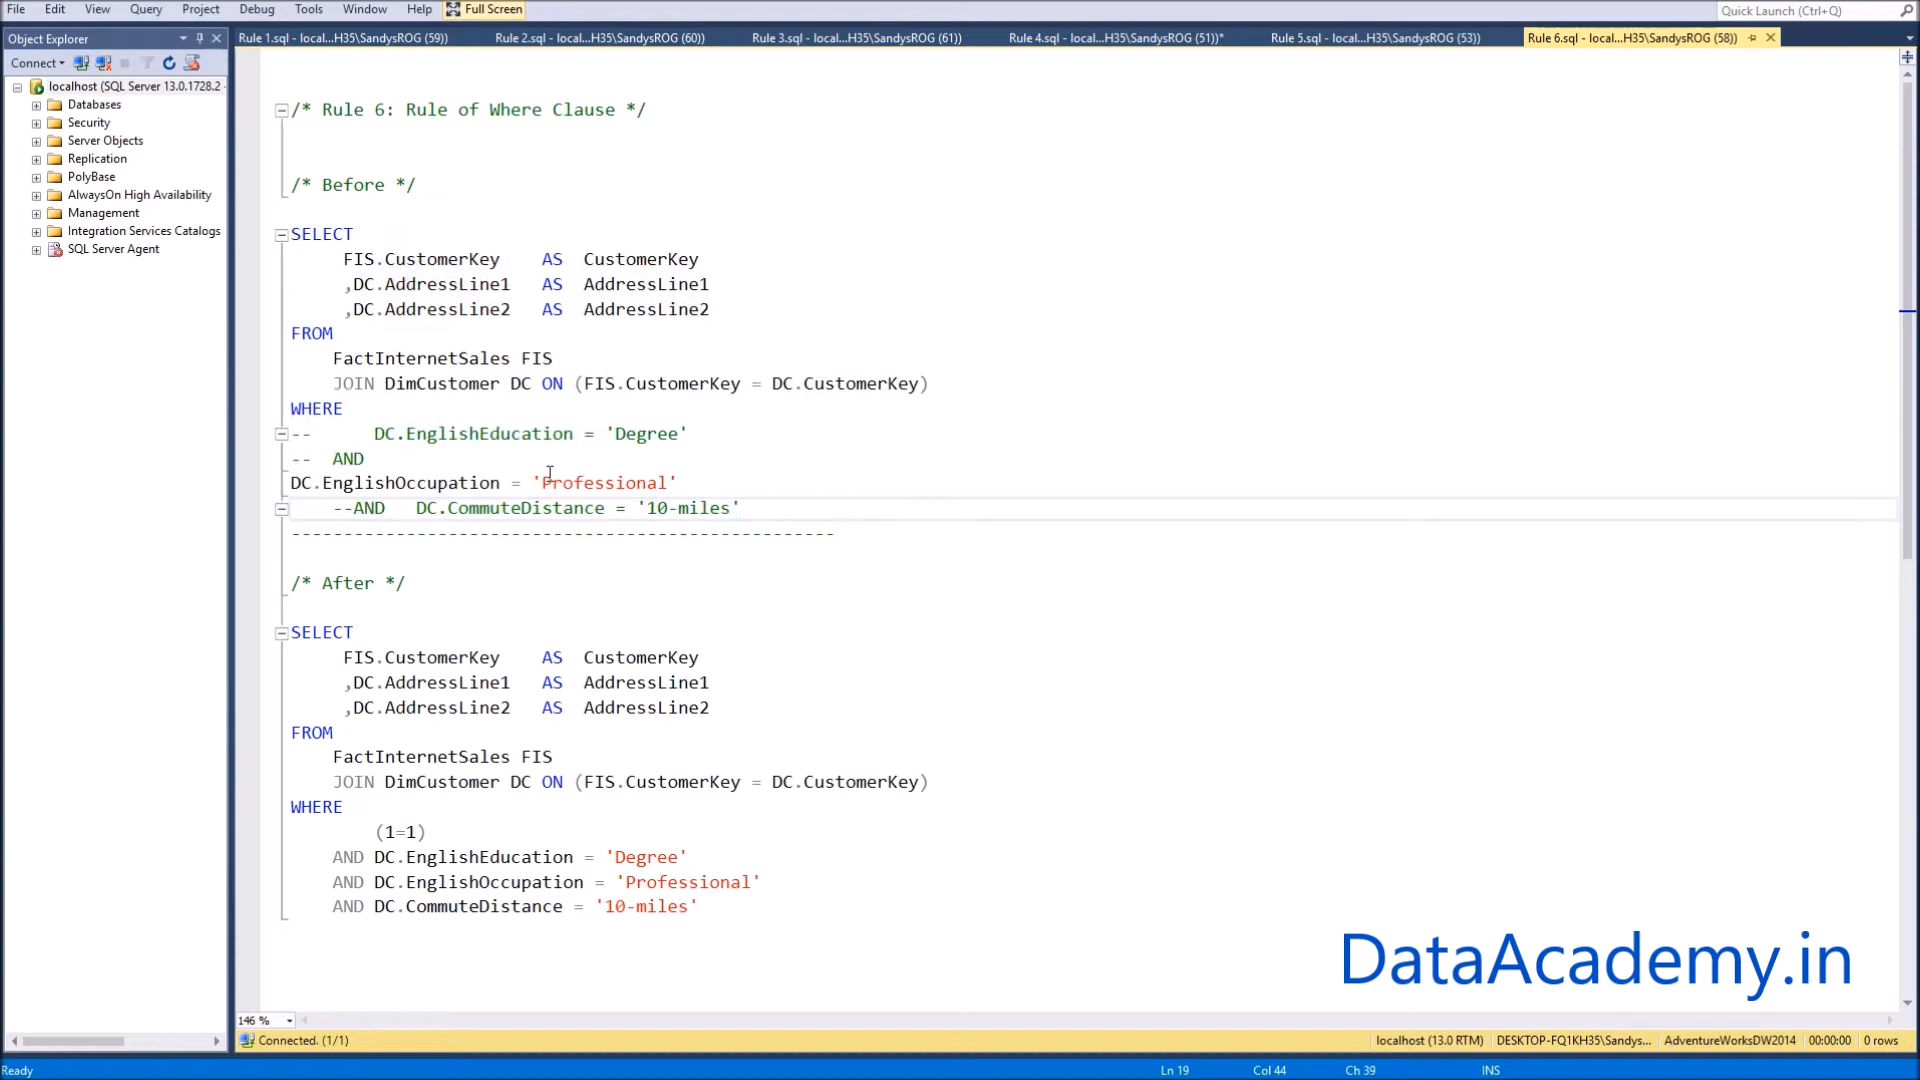 File Edit View Query Project Debug Tools Window Help Full Screen
Quick Launch (Ctrl+Q)
Object Explorer
Rule 1.sql - local...H35\SandysROG (59))
Rule 2.sql - local...H35\SandysROG (60))
Rule 3.sql - local...H35\SandysROG (61))
Rule 4.sql - local...H35\SandysROG (51))*
Rule 5.sql - local...H35\SandysROG (53))
Rule 6.sql - local...H35\SandysROG (58))
Connect
localhost (SQL Server 13.0.1728.2 -
Databases
Security
Server Objects
Replication
PolyBase
AlwaysOn High Availability
Management
Integration Services Catalogs
SQL Server Agent
/* Rule 6: Rule of Where Clause */
/* Before */
SELECT
FIS.CustomerKey AS CustomerKey
,DC.AddressLine1 AS AddressLine1
,DC.AddressLine2 AS AddressLine2
FROM
FactInternetSales FIS
JOIN DimCustomer DC ON (FIS.CustomerKey = DC.CustomerKey)
WHERE
-- DC.EnglishEducation = 'Degree'
-- AND
DC.EnglishOccupation = 'Professional'
--AND DC.CommuteDistance = '10-miles'
----------------------------------------------------
/* After */
SELECT
FIS.CustomerKey AS CustomerKey
,DC.AddressLine1 AS AddressLine1
,DC.AddressLine2 AS AddressLine2
FROM
FactInternetSales FIS
JOIN DimCustomer DC ON (FIS.CustomerKey = DC.CustomerKey)
WHERE
(1=1)
AND DC.EnglishEducation = 'Degree'
AND DC.EnglishOccupation = 'Professional'
AND DC.CommuteDistance = '10-miles'
DataAcademy.in
146 %
Connected. (1/1)
localhost (13.0 RTM) DESKTOP-FQ1KH35\Sandys... AdventureWorksDW2014 00:00:00 0 rows
Ready Ln 19 Col 44 Ch 39 INS